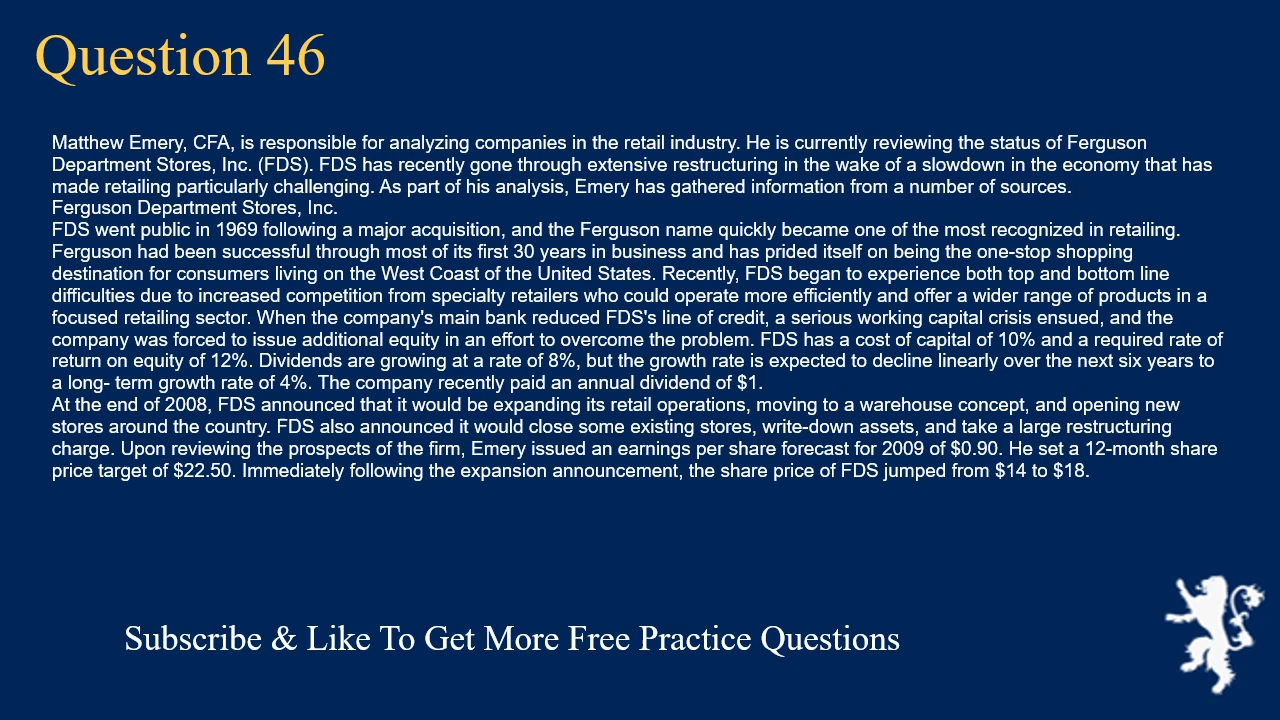 Question 46
Matthew Emery, CFA, is responsible for analyzing companies in the retail industry. He is currently reviewing the status of Ferguson
Department Stores, Inc. (FDS). FDS has recently gone through extensive restructuring in the wake of a slowdown in the economy that has
made retailing particularly challenging. As part of his analysis, Emery has gathered information from a number of sources.
Ferguson Department Stores, Inc.
FDS went public in 1969 following a major acquisition, and the Ferguson name quickly became one of the most recognized in retailing.
Ferguson had been successful through most of its first 30 years in business and has prided itself on being the one-stop shopping
destination for consumers living on the West Coast of the United States. Recently, FDS began to experience both top and bottom line
difficulties due to increased competition from specialty retailers who could operate more efficiently and offer a wider range of products in a
focused retailing sector. When the company's main bank reduced FDS's line of credit, a serious working capital crisis ensued, and the
company was forced to issue additional equity in an effort to overcome the problem. FDS has a cost of capital of 10% and a required rate of
return on equity of 12%. Dividends are growing at a rate of 8%, but the growth rate is expected to decline linearly over the next six years to
a long- term growth rate of 4%. The company recently paid an annual dividend of $1.
At the end of 2008, FDS announced that it would be expanding its retail operations, moving to a warehouse concept, and opening new
stores around the country. FDS also announced it would close some existing stores, write-down assets, and take a large restructuring
charge. Upon reviewing the prospects of the firm, Emery issued an earnings per share forecast for 2009 of $0.90. He set a 12-month share
price target of $22.50. Immediately following the expansion announcement, the share price of FDS jumped from $14 to $18.
Subscribe & Like To Get More Free Practice Questions